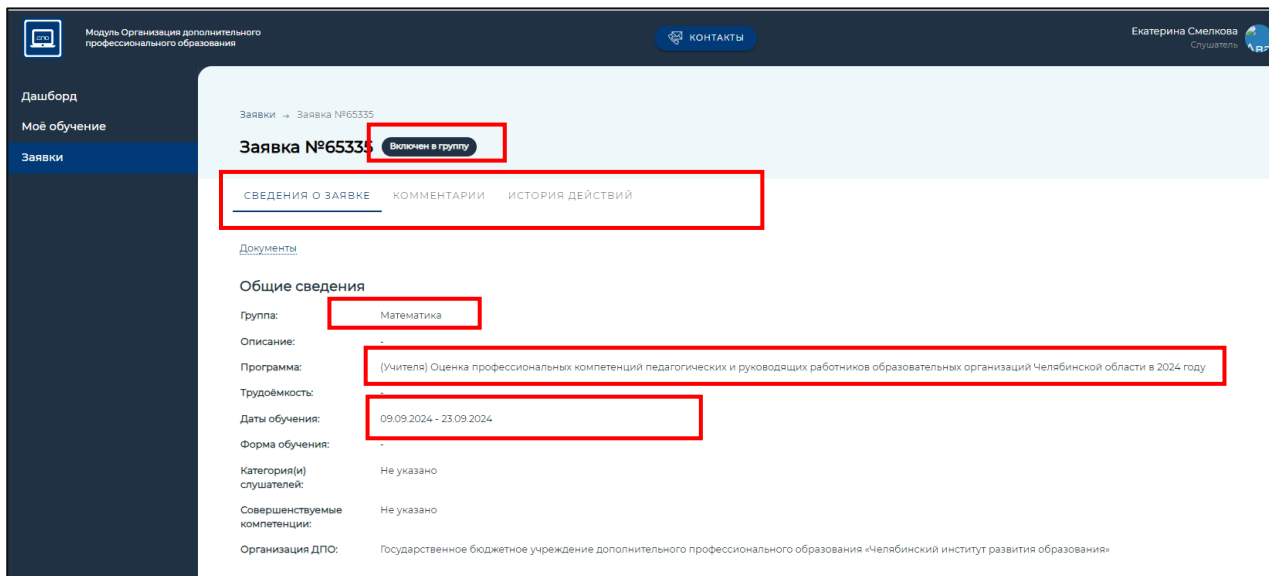 дпо
Модуль Организация дополнительного
профессионального образования
КОНТАКТЫ
Екатерина Смелкова
Слушатель
Дашборд
Моё обучение
Заявки
Заявки → Заявка №65335
Заявка №65335 Включен в группу
СВЕДЕНИЯ О ЗАЯВКЕ КОММЕНТАРИИ ИСТОРИЯ ДЕЙСТВИЙ
Документы
Общие сведения
Группа: Математика
Описание: -
Программа: (Учителя) Оценка профессиональных компетенций педагогических и руководящих работников образовательных организаций Челябинской области в 2024 году
Трудоёмкость: -
Даты обучения: 09.09.2024 - 23.09.2024
Форма обучения: -
Категория(и) Не указано
слушателей:
Совершенствуемые Не указано
компетенции:
Организация ДПО: Государственное бюджетное учреждение дополнительного профессионального образования «Челябинский институт развития образования»